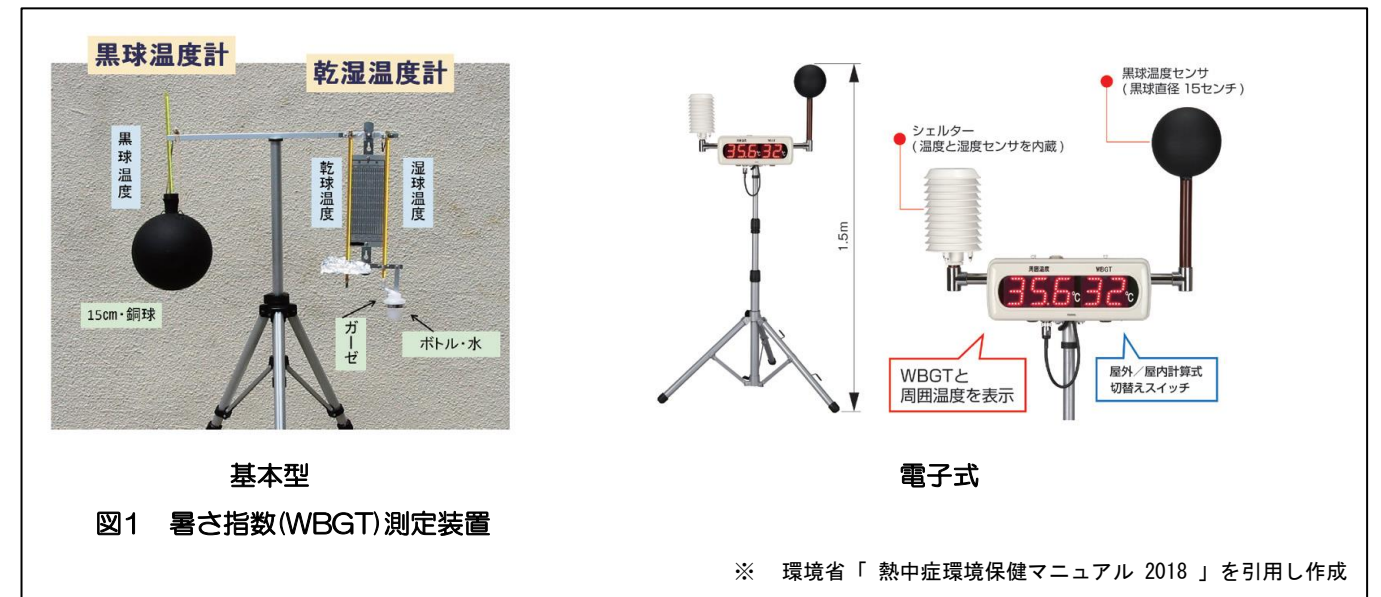 黒球温度計
乾湿温度計
黒球温度
乾球温度
湿球温度
15㎝・銅球
ガーゼ
ボトル・水
基本型
図1 暑さ指数(WBGT)測定装置
35.6℃ 32℃
1.5m
黒球温度センサ
(黒球直径 15センチ)
シェルター
(温度と湿度センサを内蔵)
周囲温度 WBGT
35.6℃ 32℃
WBGTと
周囲温度を表示
屋外/屋内計算式
切替えスイッチ
電子式
※ 環境省「 熱中症環境保健マニュアル 2018 」を引用し作成